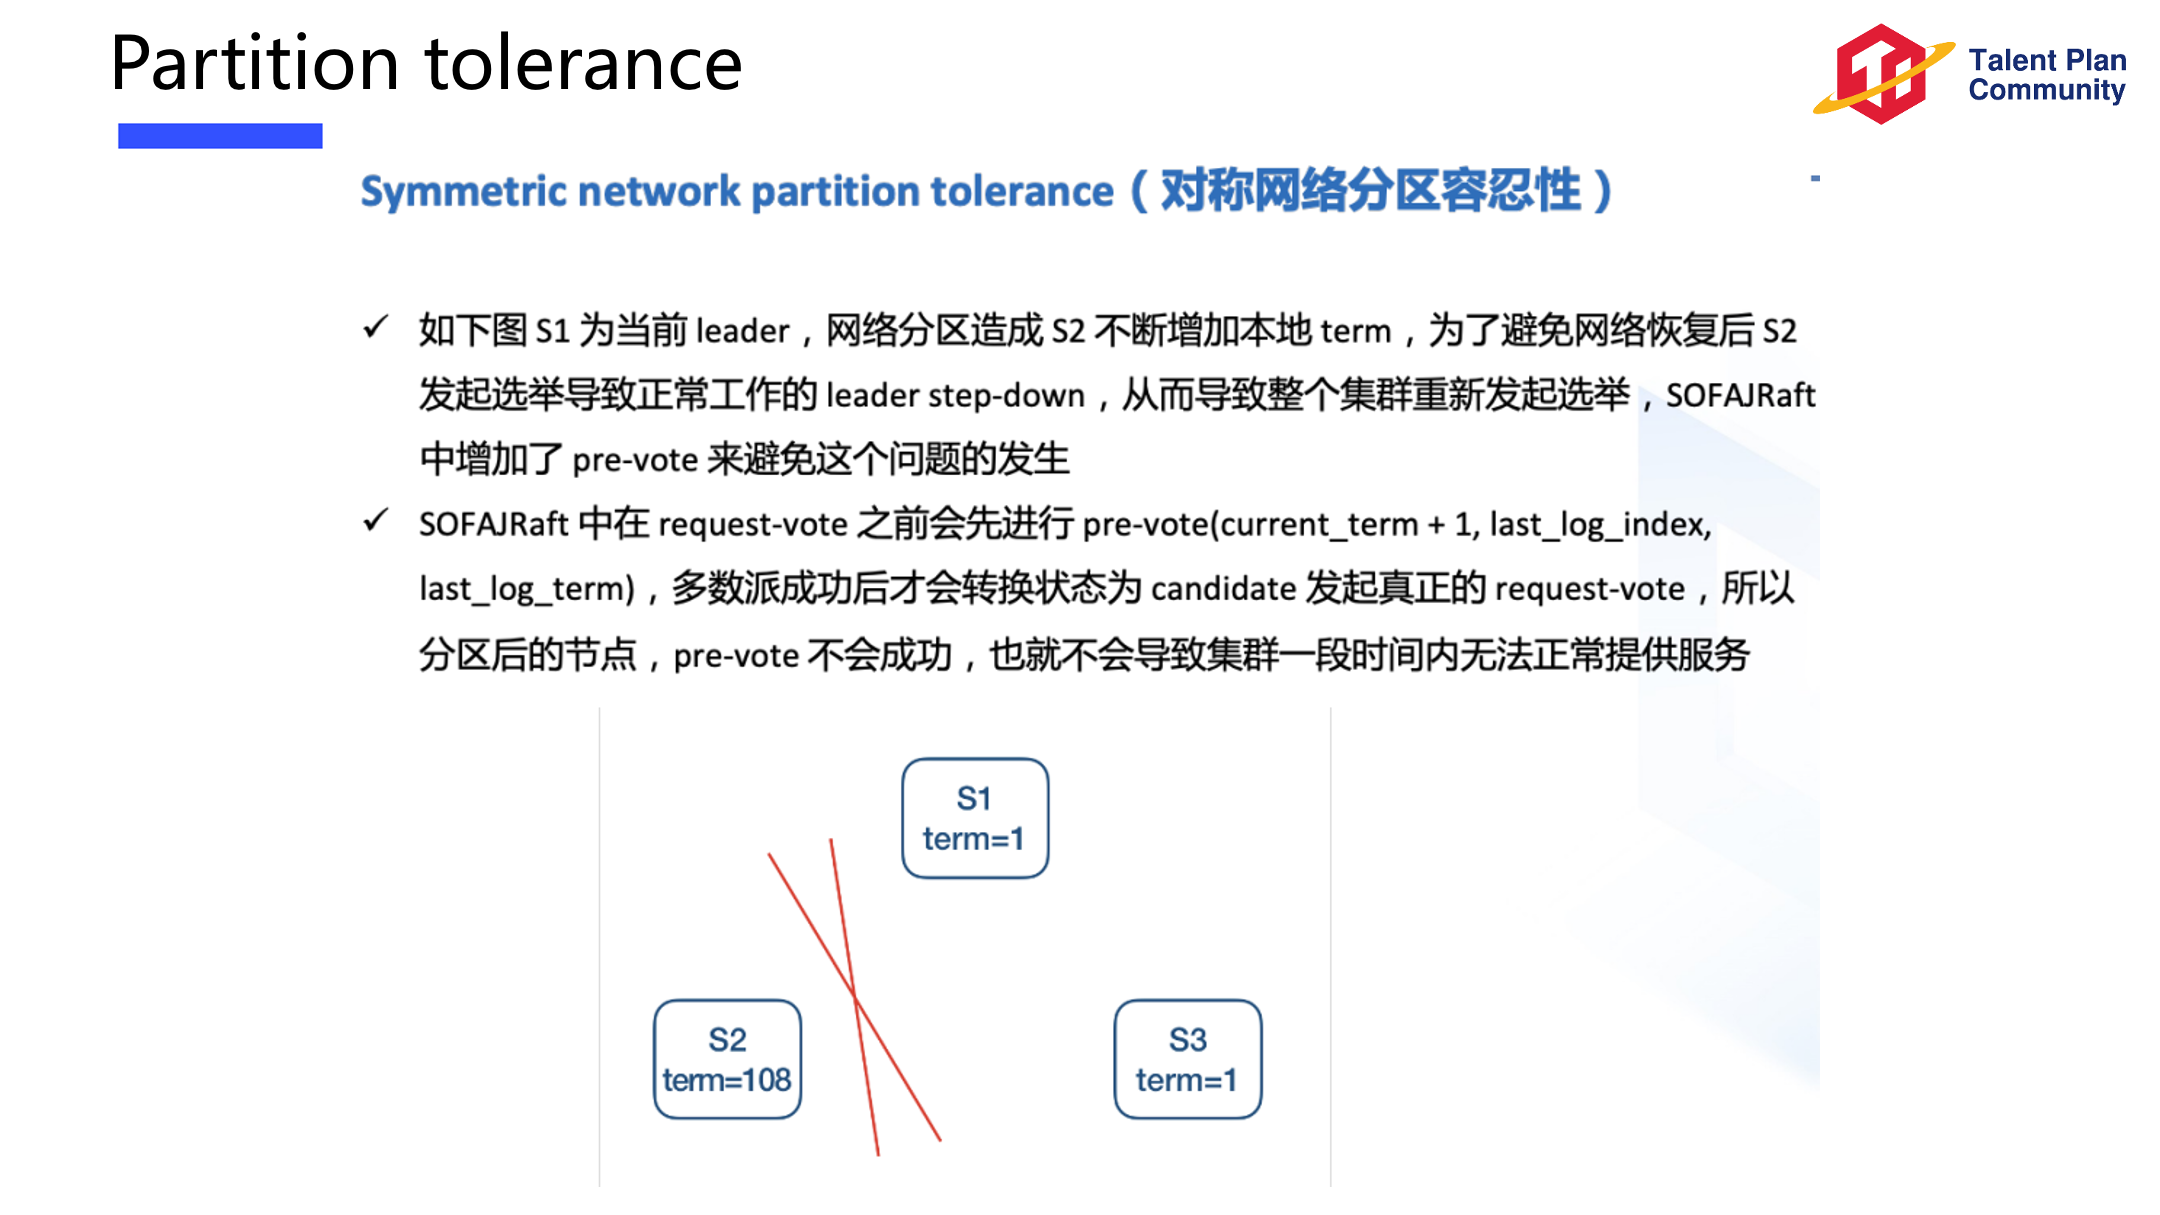 Partition tolerance
Talent Plan
Community
Symmetric network partition tolerance（对称网络分区容忍性）
✓ 如下图 S1 为当前 leader，网络分区造成 S2 不断增加本地 term，为了避免网络恢复后 S2
发起选举导致正常工作的 leader step-down，从而导致整个集群重新发起选举，SOFAJRaft
中增加了 pre-vote 来避免这个问题的发生
✓ SOFAJRaft 中在 request-vote 之前会先进行 pre-vote(current_term + 1, last_log_index,
last_log_term)，多数派成功后才会转换状态为 candidate 发起真正的 request-vote，所以
分区后的节点，pre-vote 不会成功，也就不会导致集群一段时间内无法正常提供服务
S1
term=1
S2
term=108
S3
term=1